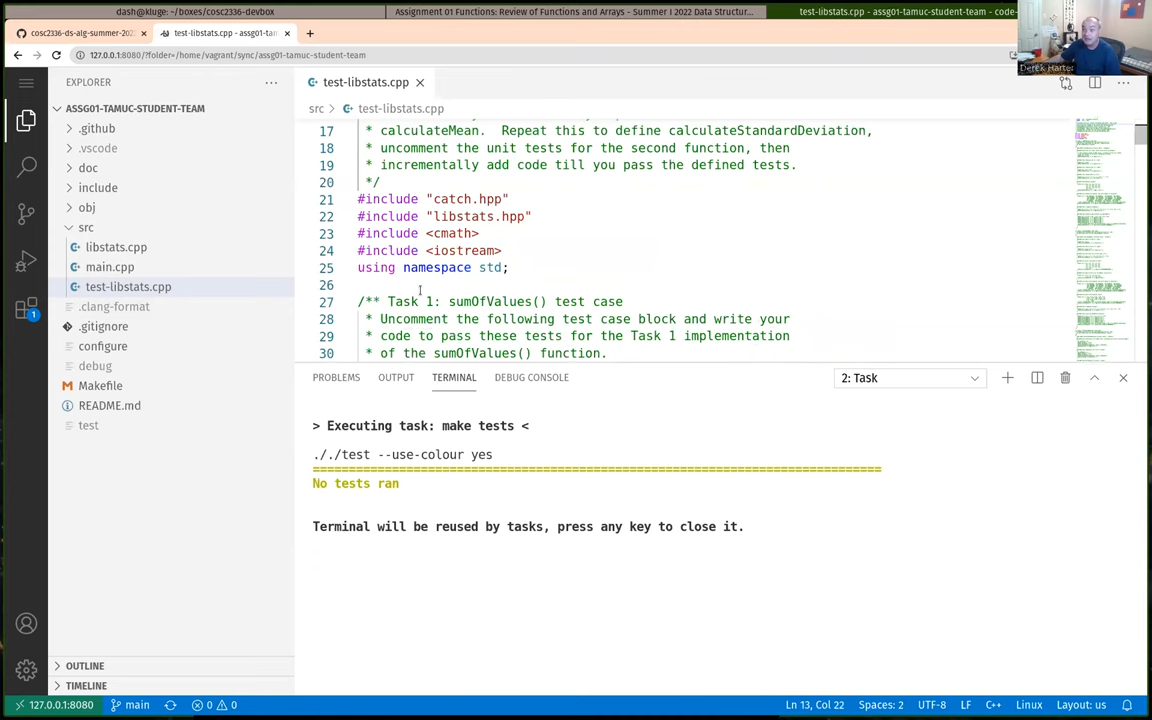 dash@kluge: ~/boxes/cosc2336-devbox
Assignment 01 Functions: Review of Functions and Arrays - Summer I 2022 Data Structur...
test-libstats.cpp - assg01-tamuc-student-team - code-
cosc2336-ds-alg-summer-202
test-libstats.cpp - assg01-tam
127.0.0.1:8080/?folder=/home/vagrant/sync/assg01-tamuc-student-team
Derek Harter
EXPLORER
test-libstats.cpp
ASSG01-TAMUC-STUDENT-TEAM
src > test-libstats.cpp
.github
.vscode
doc
include
obj
src
libstats.cpp
main.cpp
test-libstats.cpp
.clang-format
.gitignore
configure
debug
Makefile
README.md
test
1
OUTLINE
TIMELINE
17 * calculateMean. Repeat this to define calculateStandardDeviation,
18 * uncomment the unit tests for the second function, then
19 * incrementally add code till you pass the defined tests.
20 */
21 #include "catch.hpp"
22 #include "libstats.hpp"
23 #include <cmath>
24 #include <iostream>
25 using namespace std;
26
27 /** Task 1: sumOfValues() test case
28 * Uncomment the following test case block and write your
29 * code to pass these tests for the Task 1 implementation
30 * of the sumOfValues() function.
PROBLEMS OUTPUT TERMINAL DEBUG CONSOLE 2: Task
> Executing task: make tests <
././test --use-colour yes
===============================================================================
No tests ran
Terminal will be reused by tasks, press any key to close it.
127.0.0.1:8080 main 0 0 Ln 13, Col 22 Spaces: 2 UTF-8 LF C++ Linux Layout: us